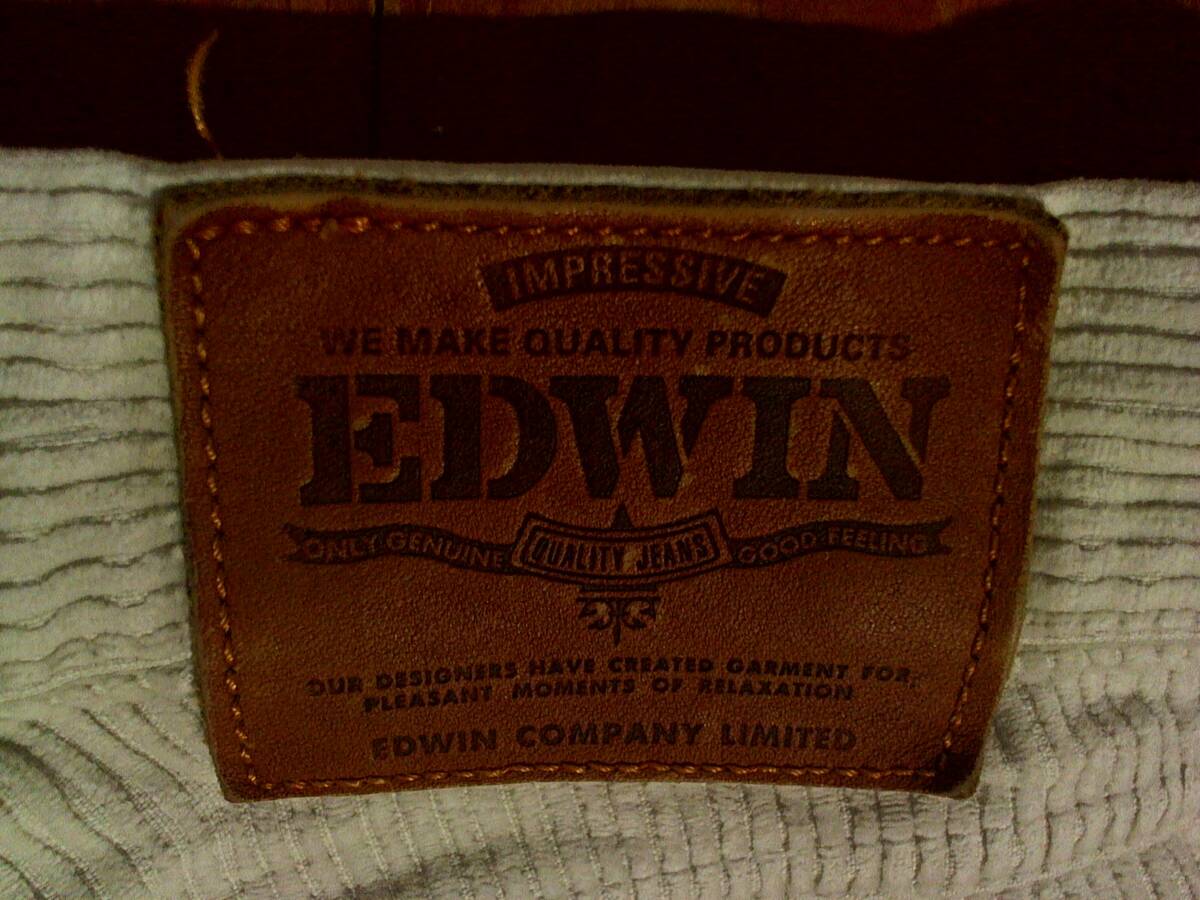 IMPRESSIVE
WE MAKE QUALITY PRODUCTS
EDWIN
ONLY GENUINE QUALITY JEANS GOOD FEELING
OUR DESIGNERS HAVE CREATED GARMENT FOR
PLEASANT MOMENTS OF RELAXATION
EDWIN COMPANY LIMITED